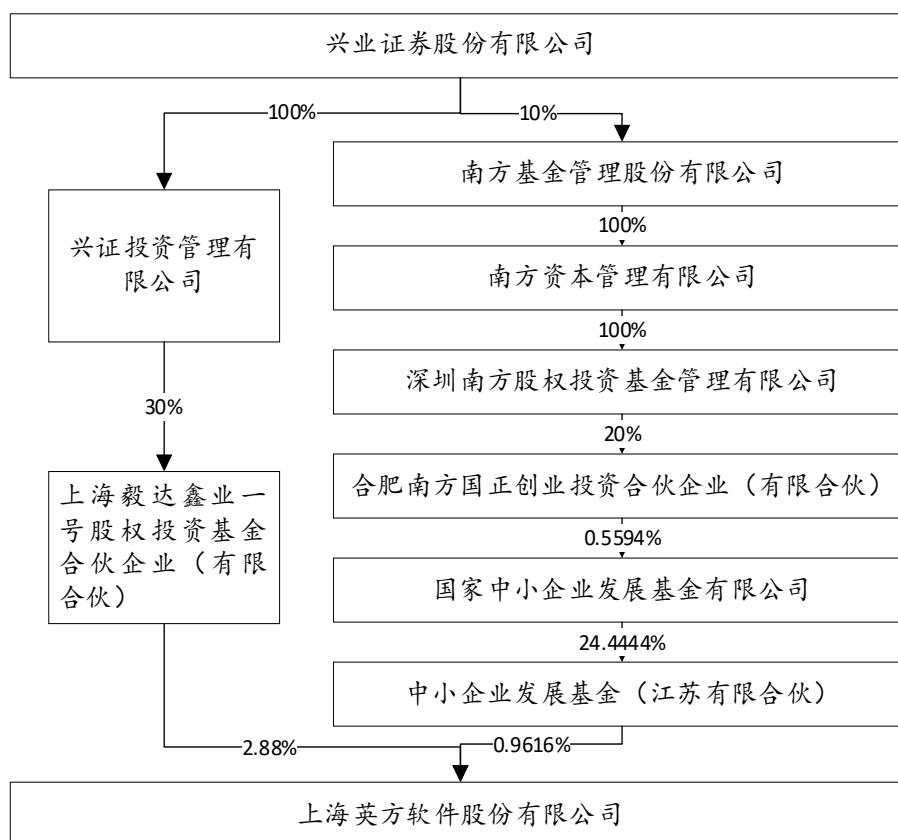 兴业证券股份有限公司
100%
10%
南方基金管理股份有限公司
100%
兴证投资管理有
限公司
南方资本管理有限公司
100%
深圳南方股权投资基金管理有限公司
30%
20%
上海毅达鑫业一
号股权投资基金
合伙企业（有限
合伙）
合肥南方国正创业投资合伙企业（有限合伙）
0.5594%
国家中小企业发展基金有限公司
24.4444%
中小企业发展基金（江苏有限合伙）
2.88%
0.9616%
上海英方软件股份有限公司